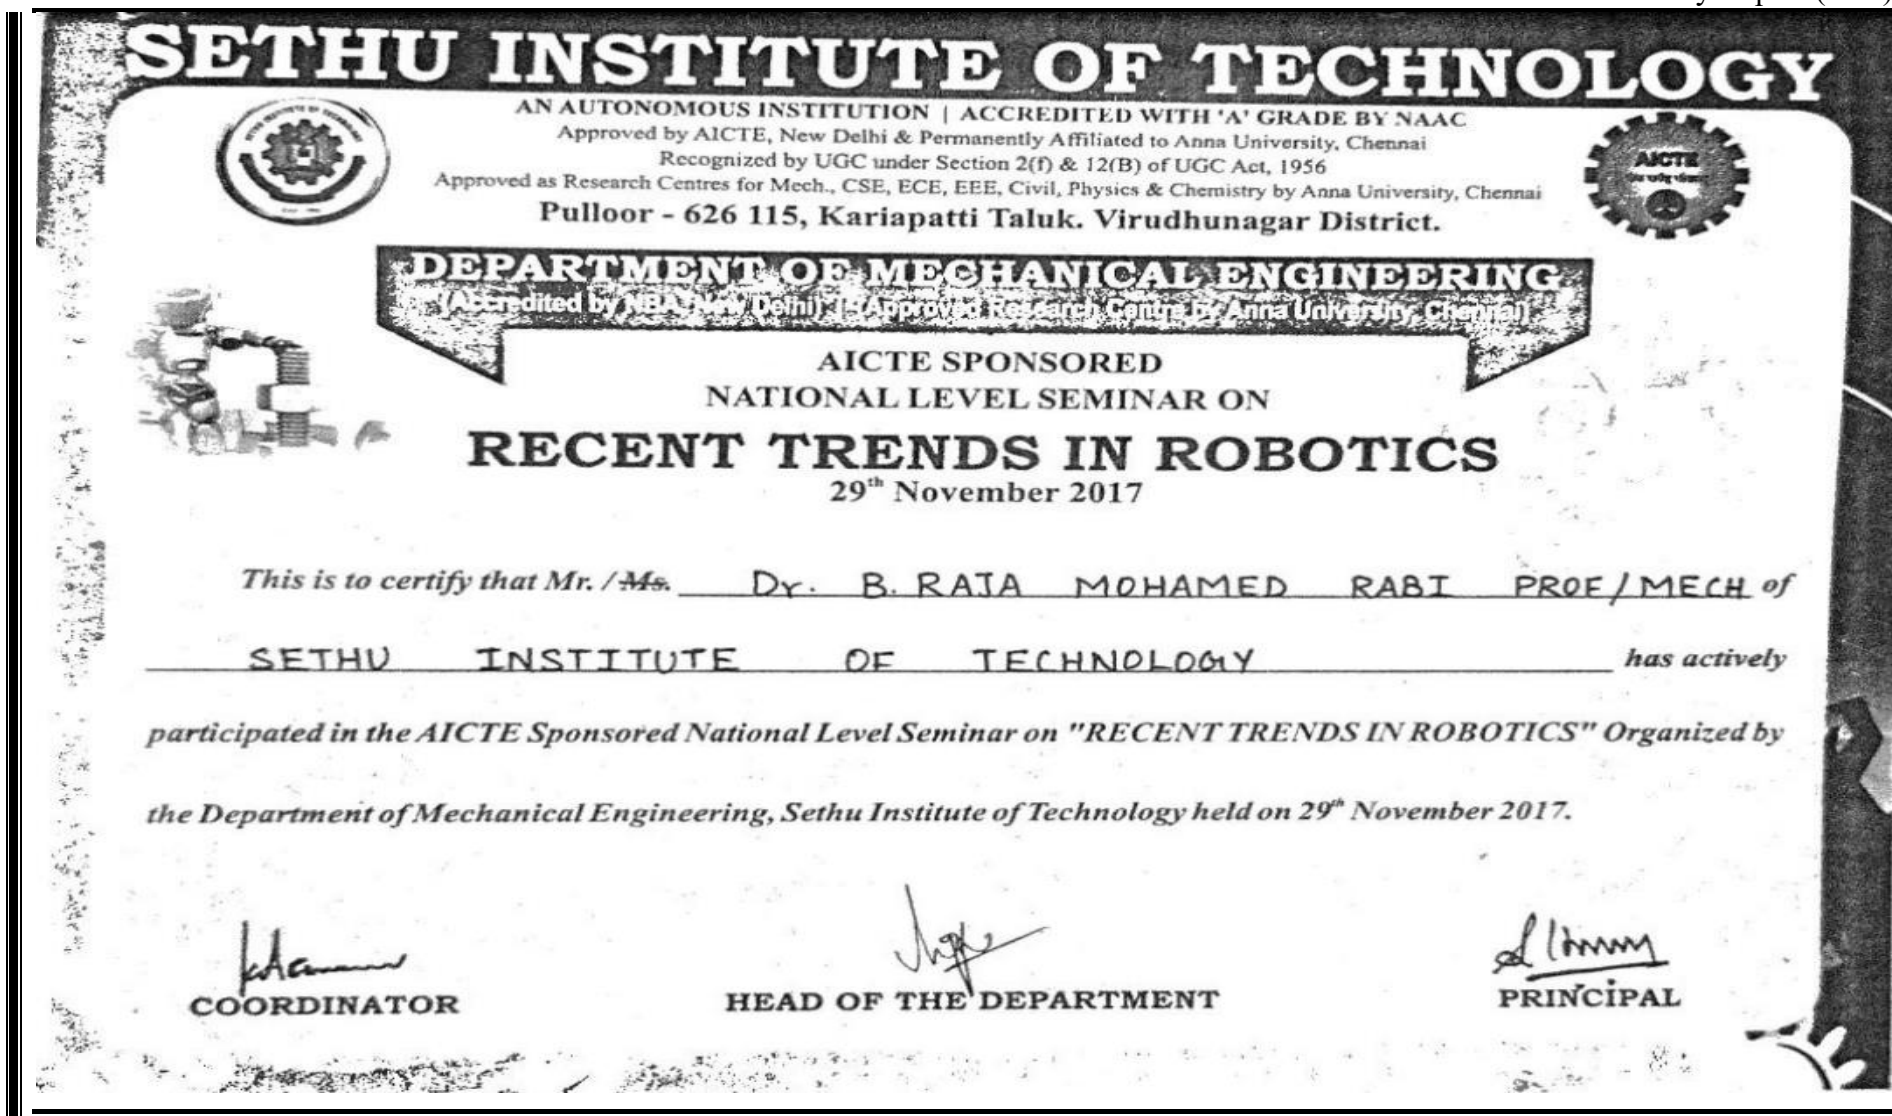 SETHU INSTITUTE OF TECHNOLOGY
AN AUTONOMOUS INSTITUTION | ACCREDITED WITH 'A' GRADE BY NAAC
Approved by AICTE, New Delhi & Permanently Affiliated to Anna University, Chennai
Recognized by UGC under Section 2(f) & 12(B) of UGC Act, 1956
Approved as Research Centres for Mech., CSE, ECE, EEE, Civil, Physics & Chemistry by Anna University, Chennai
Pulloor - 626 115, Kariapatti Taluk. Virudhunagar District.
AICTE
DEPARTMENT OF MECHANICAL ENGINEERING
(Accredited by NBA, New Delhi) | (Approved Research Centre by Anna University, Chennai)
AICTE SPONSORED
NATIONAL LEVEL SEMINAR ON
RECENT TRENDS IN ROBOTICS
29th November 2017
This is to certify that Mr. / Ms. Dr. B. RAJA MOHAMED RABI PROF/MECH of
SETHU INSTITUTE OF TECHNOLOGY has actively
participated in the AICTE Sponsored National Level Seminar on "RECENT TRENDS IN ROBOTICS" Organized by
the Department of Mechanical Engineering, Sethu Institute of Technology held on 29th November 2017.
COORDINATOR HEAD OF THE DEPARTMENT PRINCIPAL